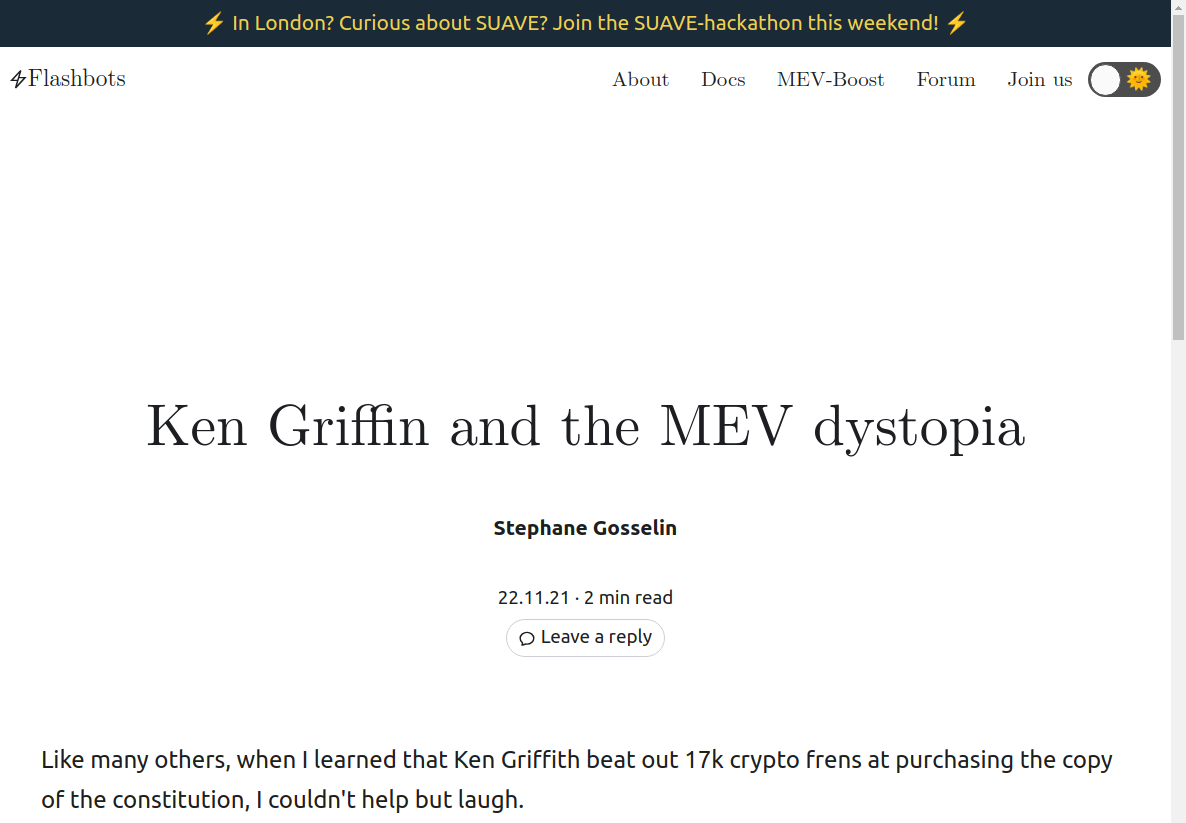 ⚡ In London? Curious about SUAVE? Join the SUAVE-hackathon this weekend! ⚡
Flashbots About Docs MEV-Boost Forum Join us
Ken Griffin and the MEV dystopia
Stephane Gosselin
22.11.21 · 2 min read
Leave a reply
Like many others, when I learned that Ken Griffith beat out 17k crypto frens at purchasing the copy
of the constitution, I couldn't help but laugh.